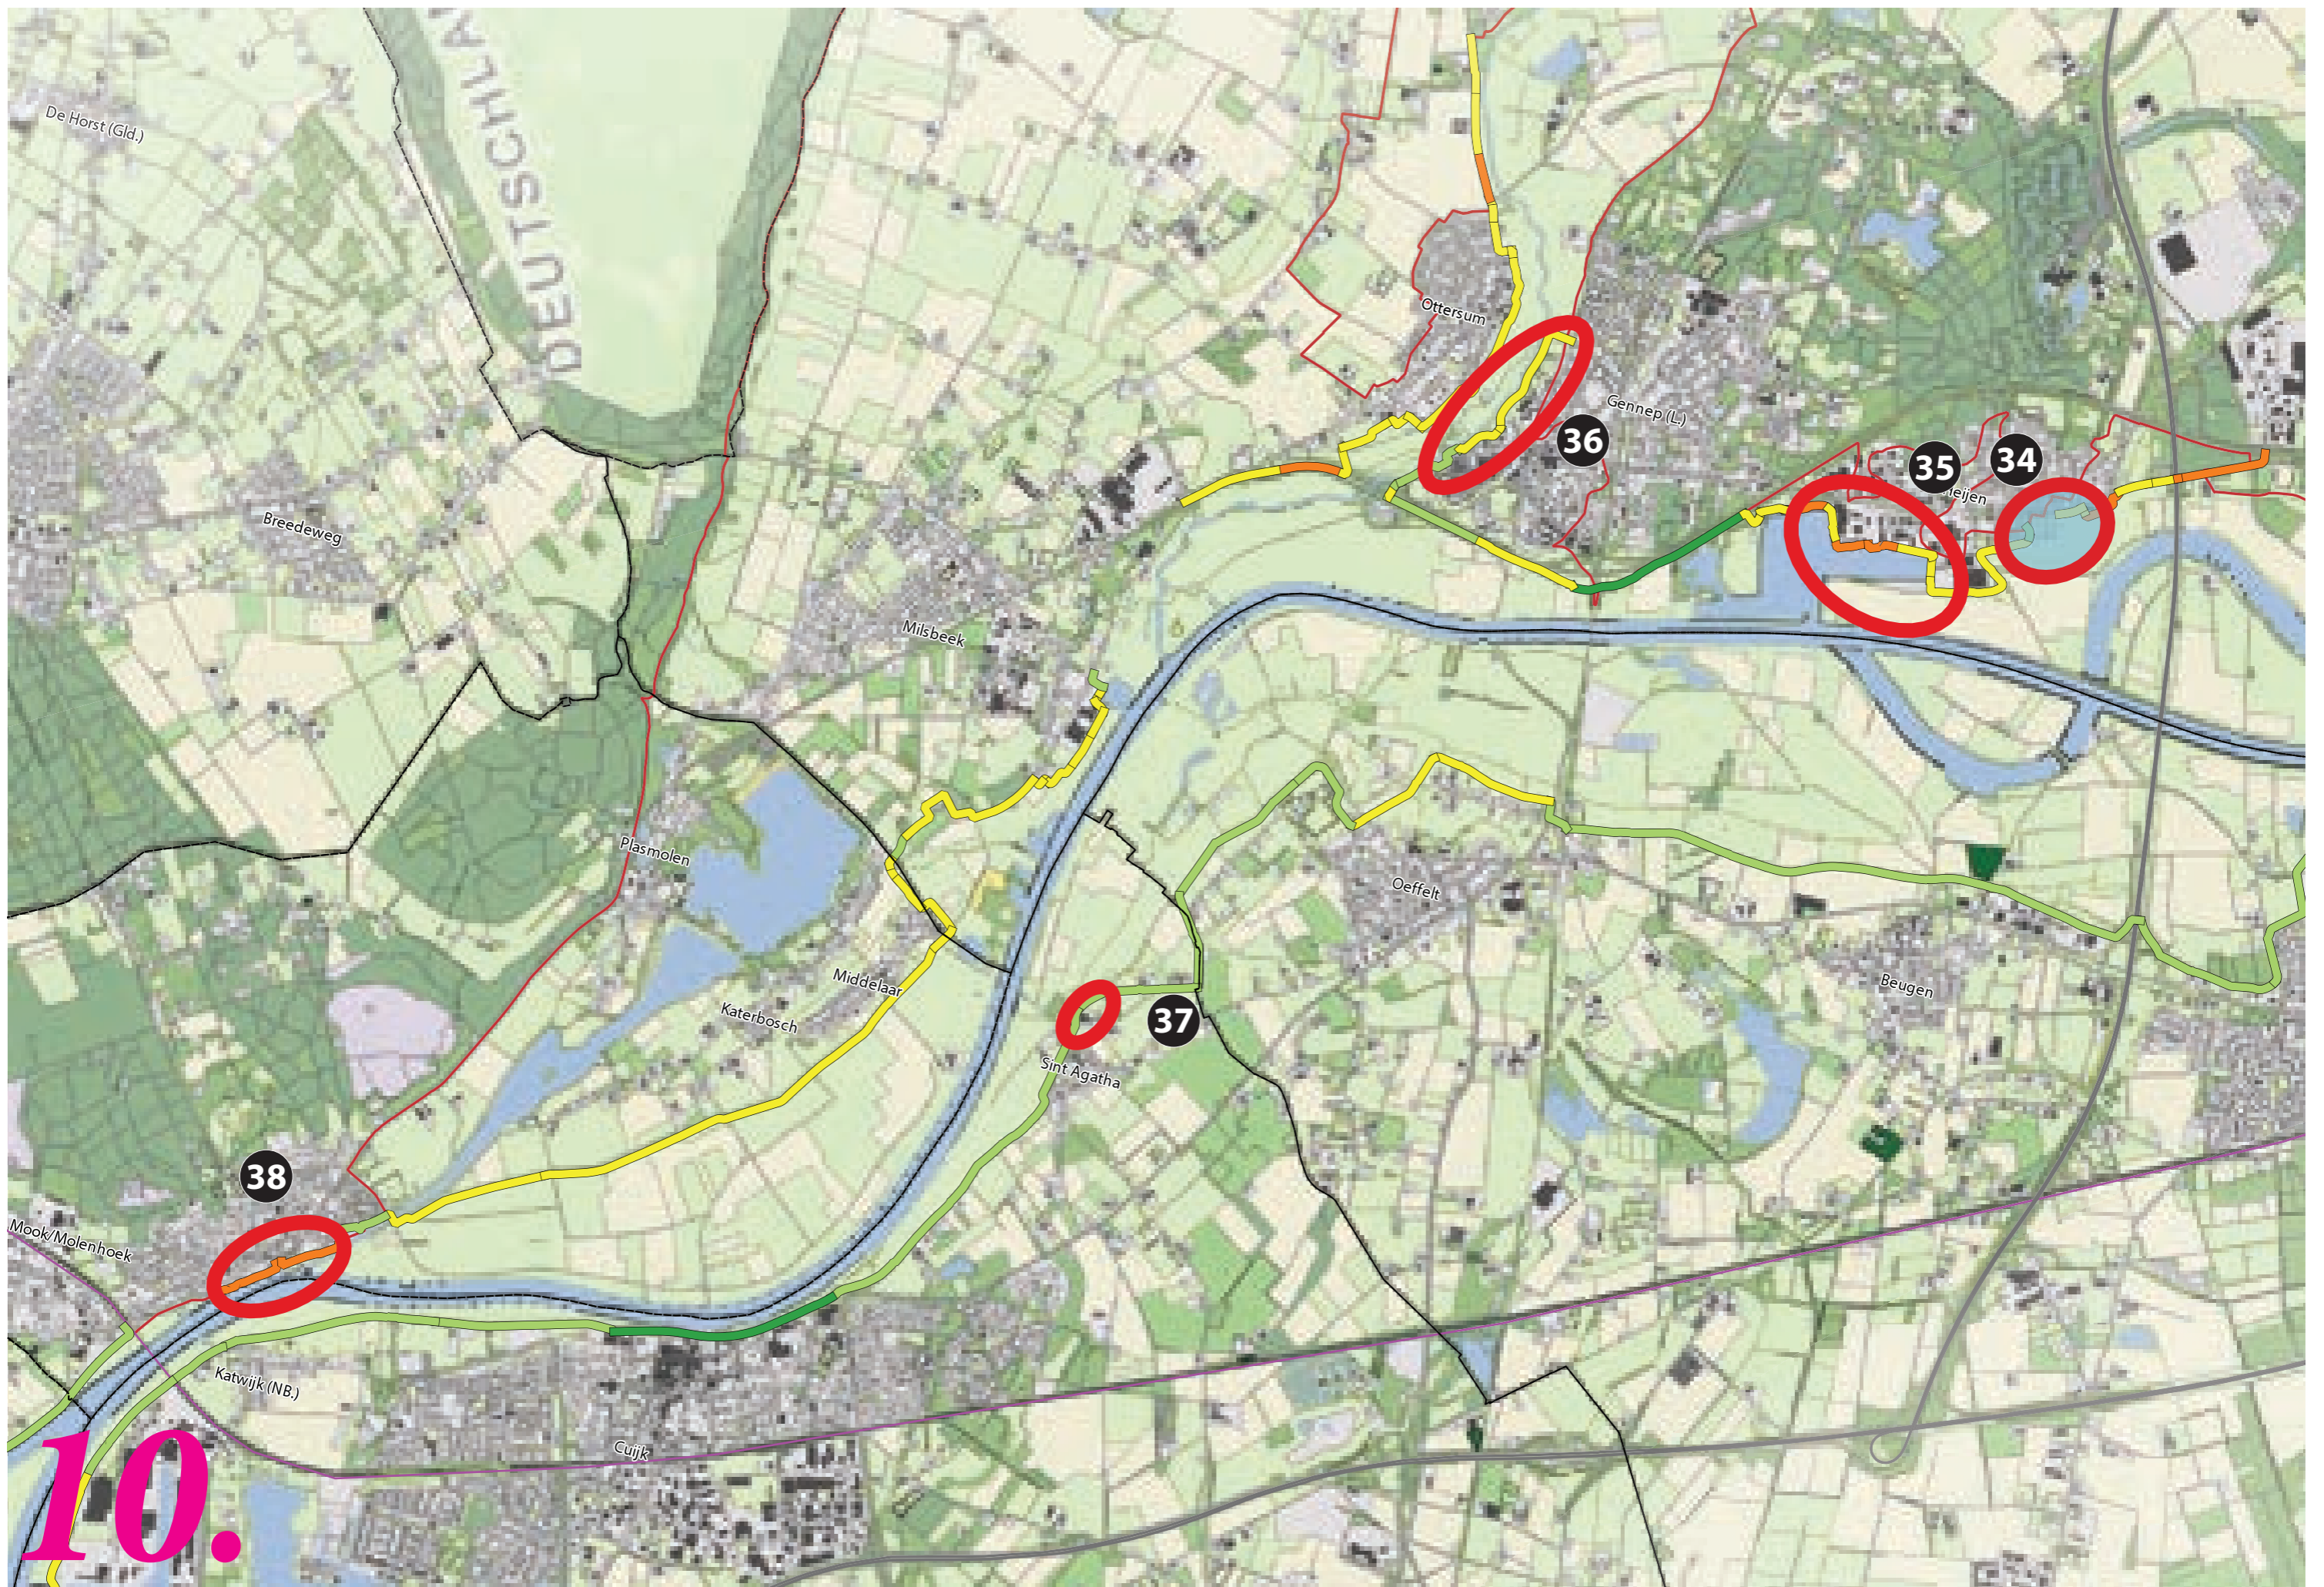 DEUTSCHLA
De Horst (Gld.)
Ottersum
Gennep (L.)
36
35
34
eijen
Breedeweg
Milsbeek
Plasmolen
Oeffelt
Middelaar
Katerbosch
Beugen
37
Sint Agatha
38
Mook/Molenhoek
Katwijk (NB.)
Cuijk
10.